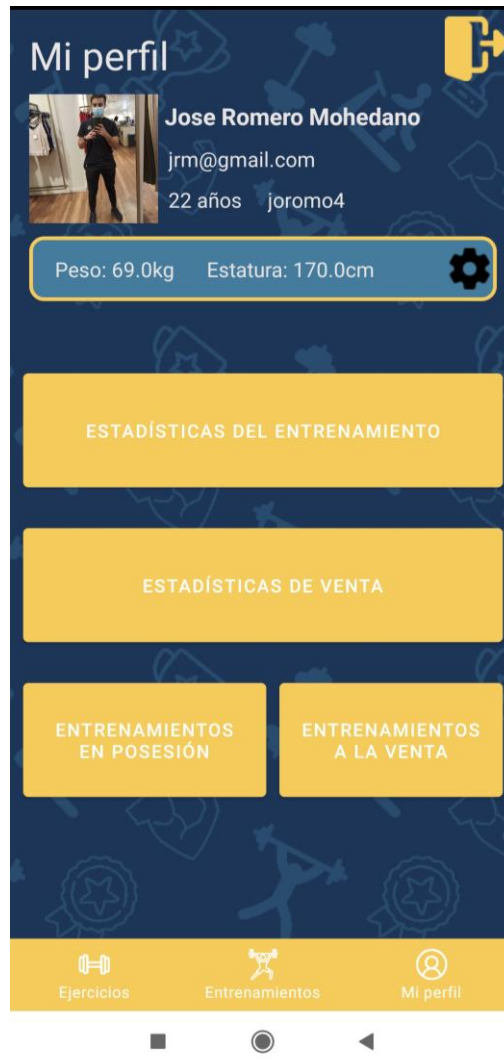 Mi perfil
Jose Romero Mohedano
jrm@gmail.com
22 años joromo4
Peso: 69.0kg Estatura: 170.0cm
ESTADÍSTICAS DEL ENTRENAMIENTO
ESTADÍSTICAS DE VENTA
ENTRENAMIENTOS
EN POSESIÓN
ENTRENAMIENTOS
A LA VENTA
Ejercicios Entrenamientos Mi perfil